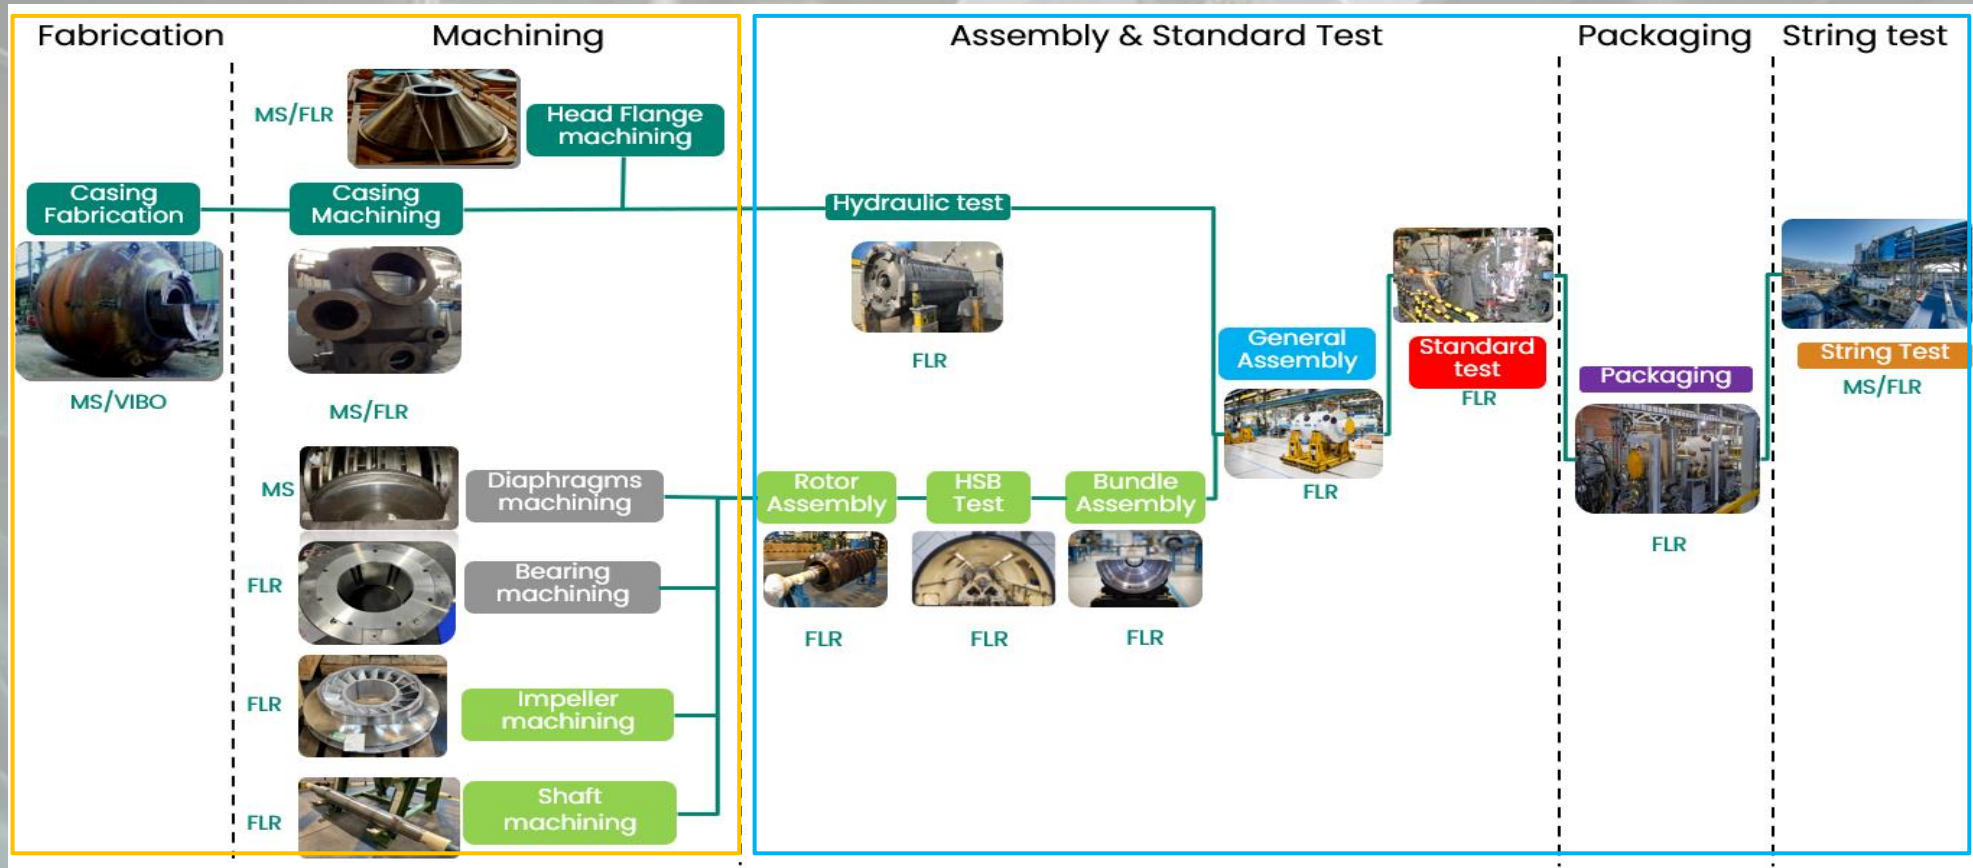 Fabrication
Machining
Assembly & Standard Test
Packaging
String test
MS/FLR
Head Flange
machining
Casing
Fabrication
Casing
Machining
Hydraulic test
MS/VIBO
MS/FLR
FLR
General
Assembly
FLR
Standard
test
FLR
Packaging
FLR
String Test
MS/FLR
MS
Diaphragms
machining
FLR
Bearing
machining
FLR
Impeller
machining
FLR
Shaft
machining
Rotor
Assembly
FLR
HSB
Test
FLR
Bundle
Assembly
FLR